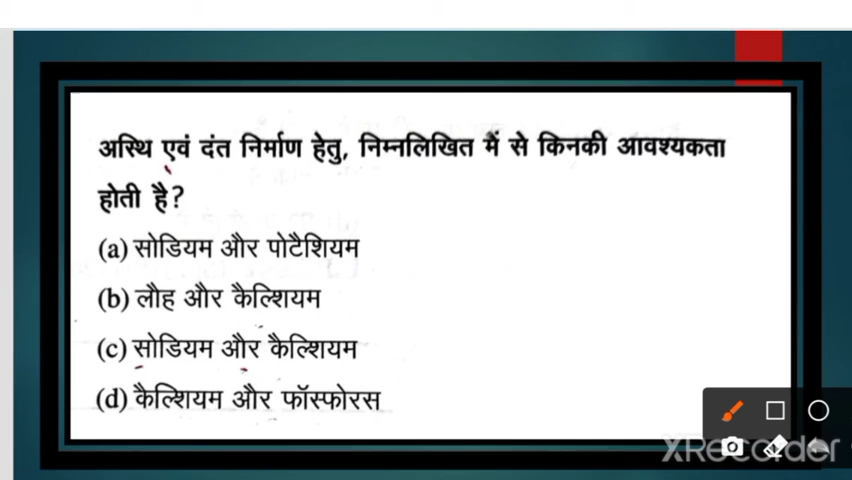 अस्थि एवं दंत निर्माण हेतु, निम्नलिखित में से किनकी आवश्यकता
होती है?
(a) सोडियम और पोटैशियम
(b) लौह और कैल्शियम
(c) सोडियम और कैल्शियम
(d) कैल्शियम और फॉस्फोरस
XRecorder